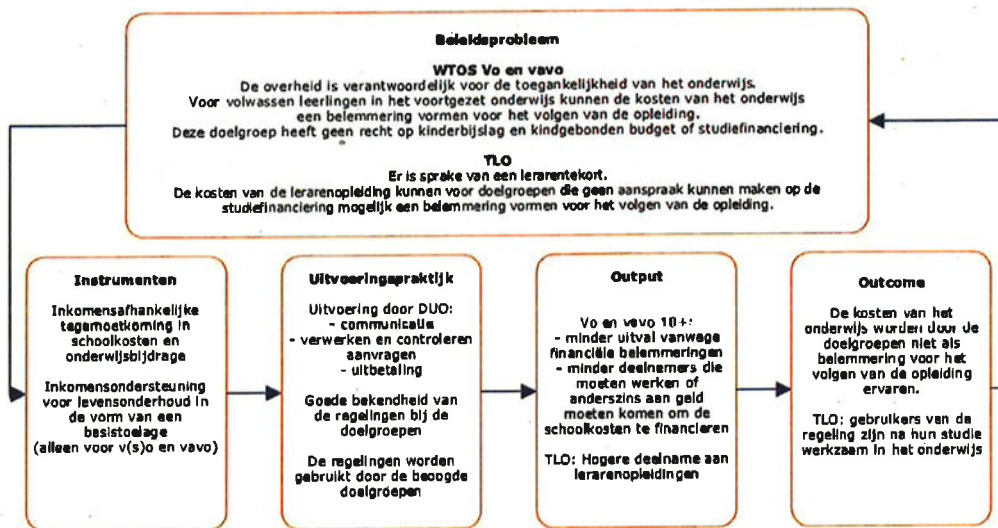 Beleidsprobleem
WTOS Vo en vavo
De overheid is verantwoordelijk voor de toegankelijkheid van het onderwijs.
Voor volwassen leerlingen in het voortgezet onderwijs kunnen de kosten van het onderwijs
een belemmering vormen voor het volgen van de opleiding.
Deze doelgroep heeft geen recht op kinderbijslag en kindgebonden budget of studiefinanciering.
TLO
Er is sprake van een lerarentekort.
De kosten van de lerarenopleiding kunnen voor doelgroepen die geen aanspraak kunnen maken op de
studiefinanciering mogelijk een belemmering vormen voor het volgen van de opleiding.
Instrumenten
Inkomensafhankelijke
tegemoetkoming in
schoolkosten en
onderwijsbijdrage
Inkomensondersteuning
voor levensonderhoud in
de vorm van een
basistoelage
(alleen voor v(s)o en vavo)
Uitvoeringspraktijk
Uitvoering door DUO:
- communicatie
- verwerken en controleren
aanvragen
- uitbetaling
Goede bekendheid van
de regelingen bij de
doelgroepen
De regelingen worden
gebruikt door de beoogde
doelgroepen
Output
Vo en vavo 18+:
- minder uitval vanwege
financiële belemmeringen
- minder deelnemers die
moeten werken of
anderszins aan geld
moeten komen om de
schoolkosten te financieren
TLO: Hogere deelname aan
lerarenopleidingen
Outcome
De kosten van het
onderwijs worden door de
doelgroepen niet als
belemmering voor het
volgen van de opleiding
ervaren.
TLO: gebruikers van de
regeling zijn na hun studie
werkzaam in het onderwijs